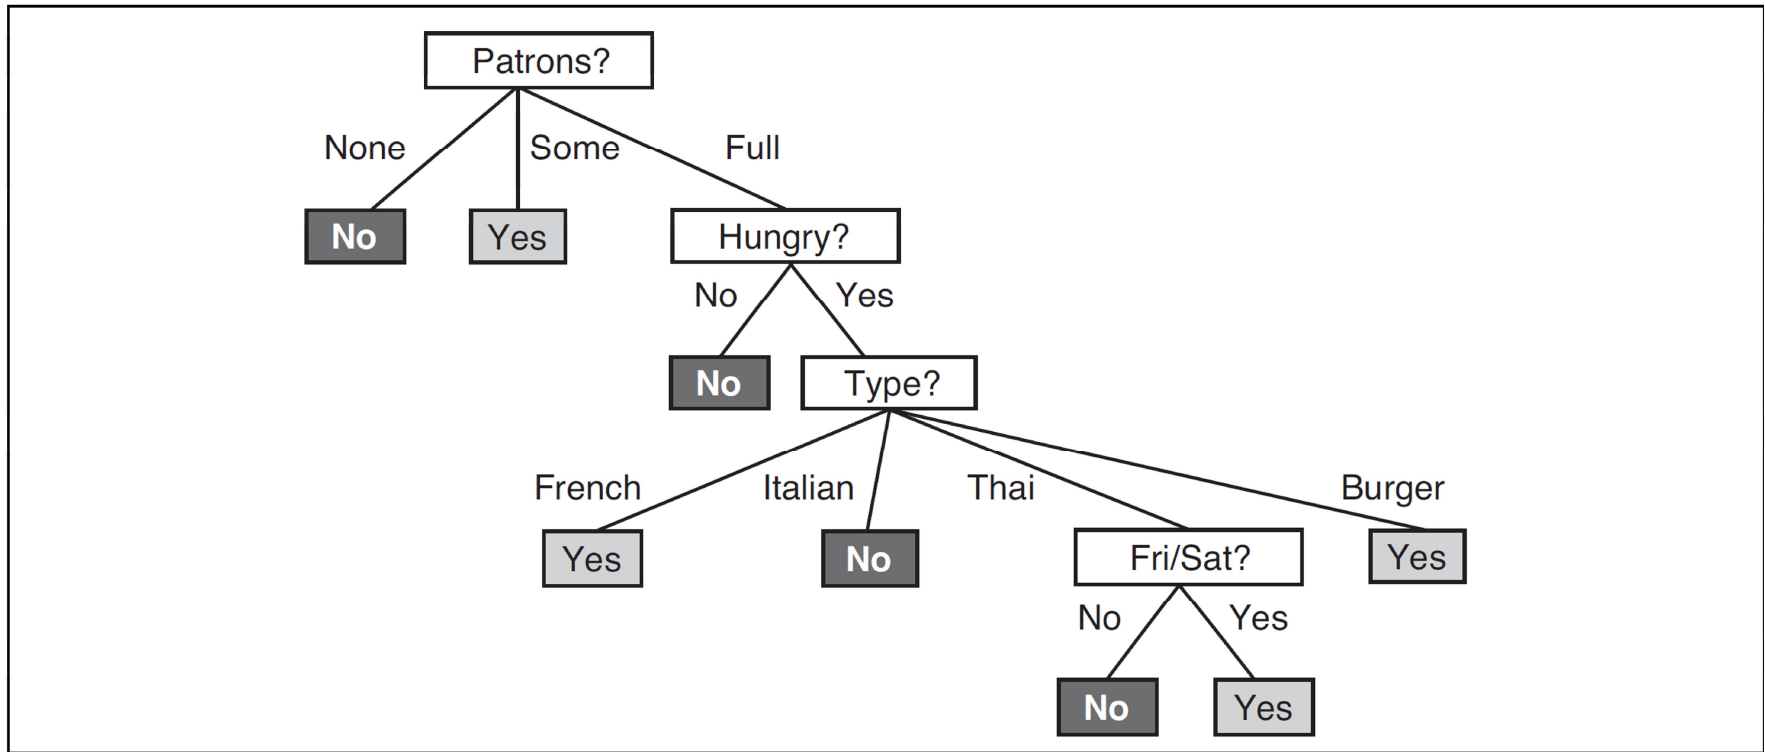 Patrons?
None Some Full
No Yes Hungry?
No Yes
No Type?
French Italian Thai Burger
Yes No Fri/Sat? Yes
No Yes
No Yes